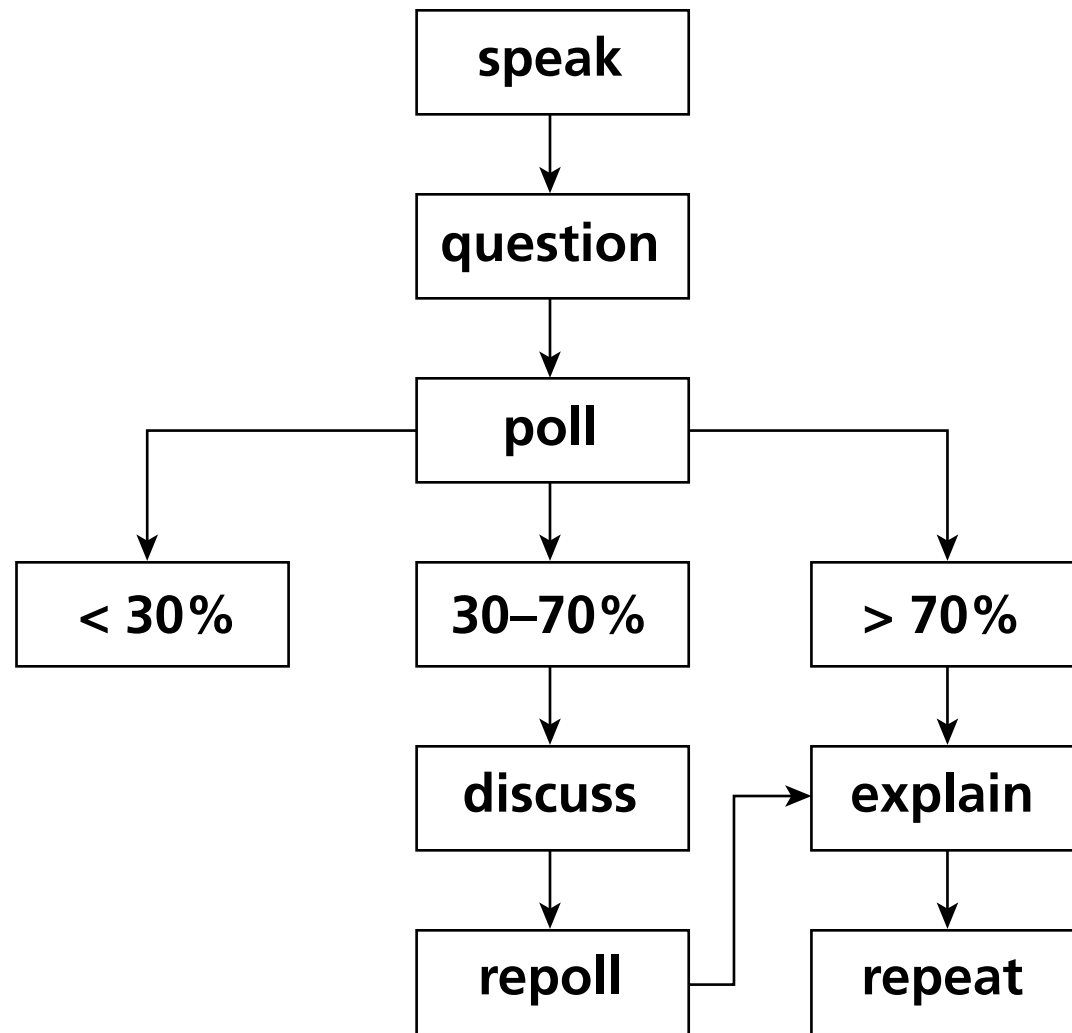 speak
question
poll
< 30%
30–70%
> 70%
discuss
explain
repoll
repeat